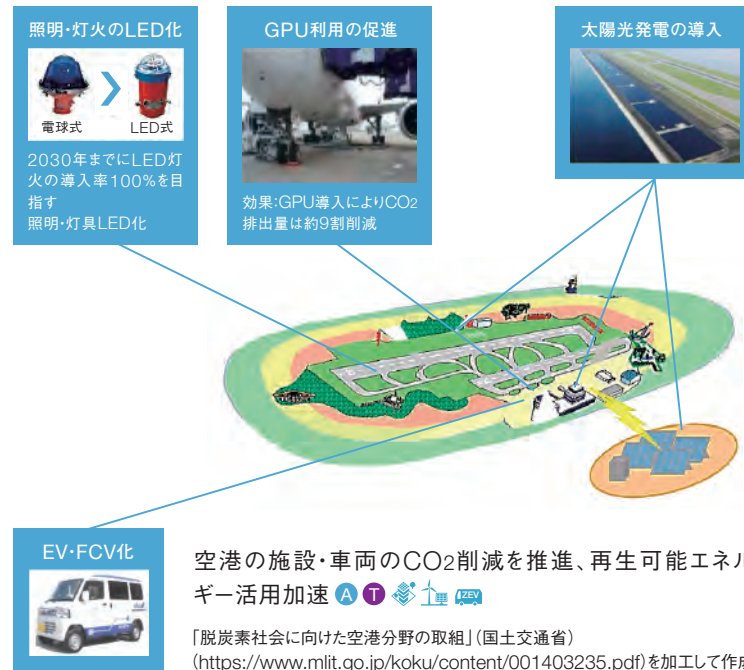 照明・灯火のLED化
電球式
LED式
2030年までにLED灯
火の導入率100%を目
指す
照明・灯具LED化
GPU利用の促進
効果：GPU導入によりCO2
排出量は約9割削減
太陽光発電の導入
EV・FCV化
空港の施設・車両のCO2削減を推進、再生可能エネル
ギー活用加速 A T ZEV
「脱炭素社会に向けた空港分野の取組」（国土交通省）
（https://www.mlit.go.jp/koku/content/001403235.pdf）を加工して作成